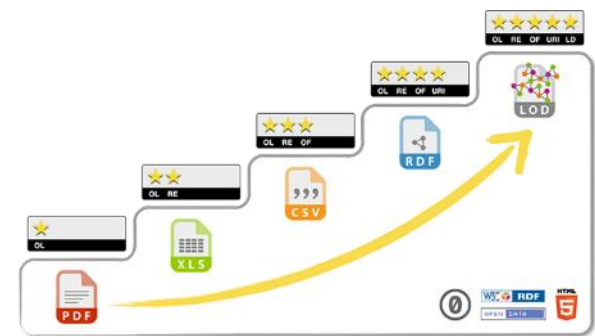 OL RE OF URI LD
OL RE OF URI
LOD
OL RE OF
RDF
OL RE
CSV
OL
XLS
PDF
0
W3C RDF
OPEN DATA
HTML
5